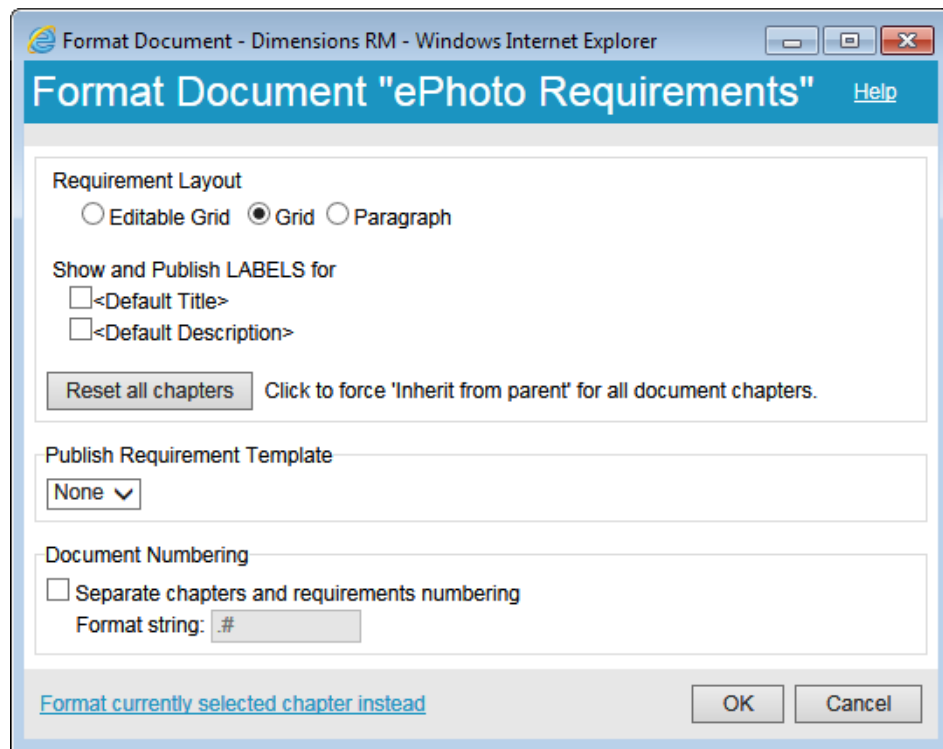 Format Document - Dimensions RM - Windows Internet Explorer
Format Document "ePhoto Requirements" Help
Requirement Layout
Editable Grid Grid Paragraph
Show and Publish LABELS for
<Default Title>
<Default Description>
Reset all chapters Click to force 'Inherit from parent' for all document chapters.
Publish Requirement Template
None
Document Numbering
Separate chapters and requirements numbering
Format string: .#
Format currently selected chapter instead OK Cancel